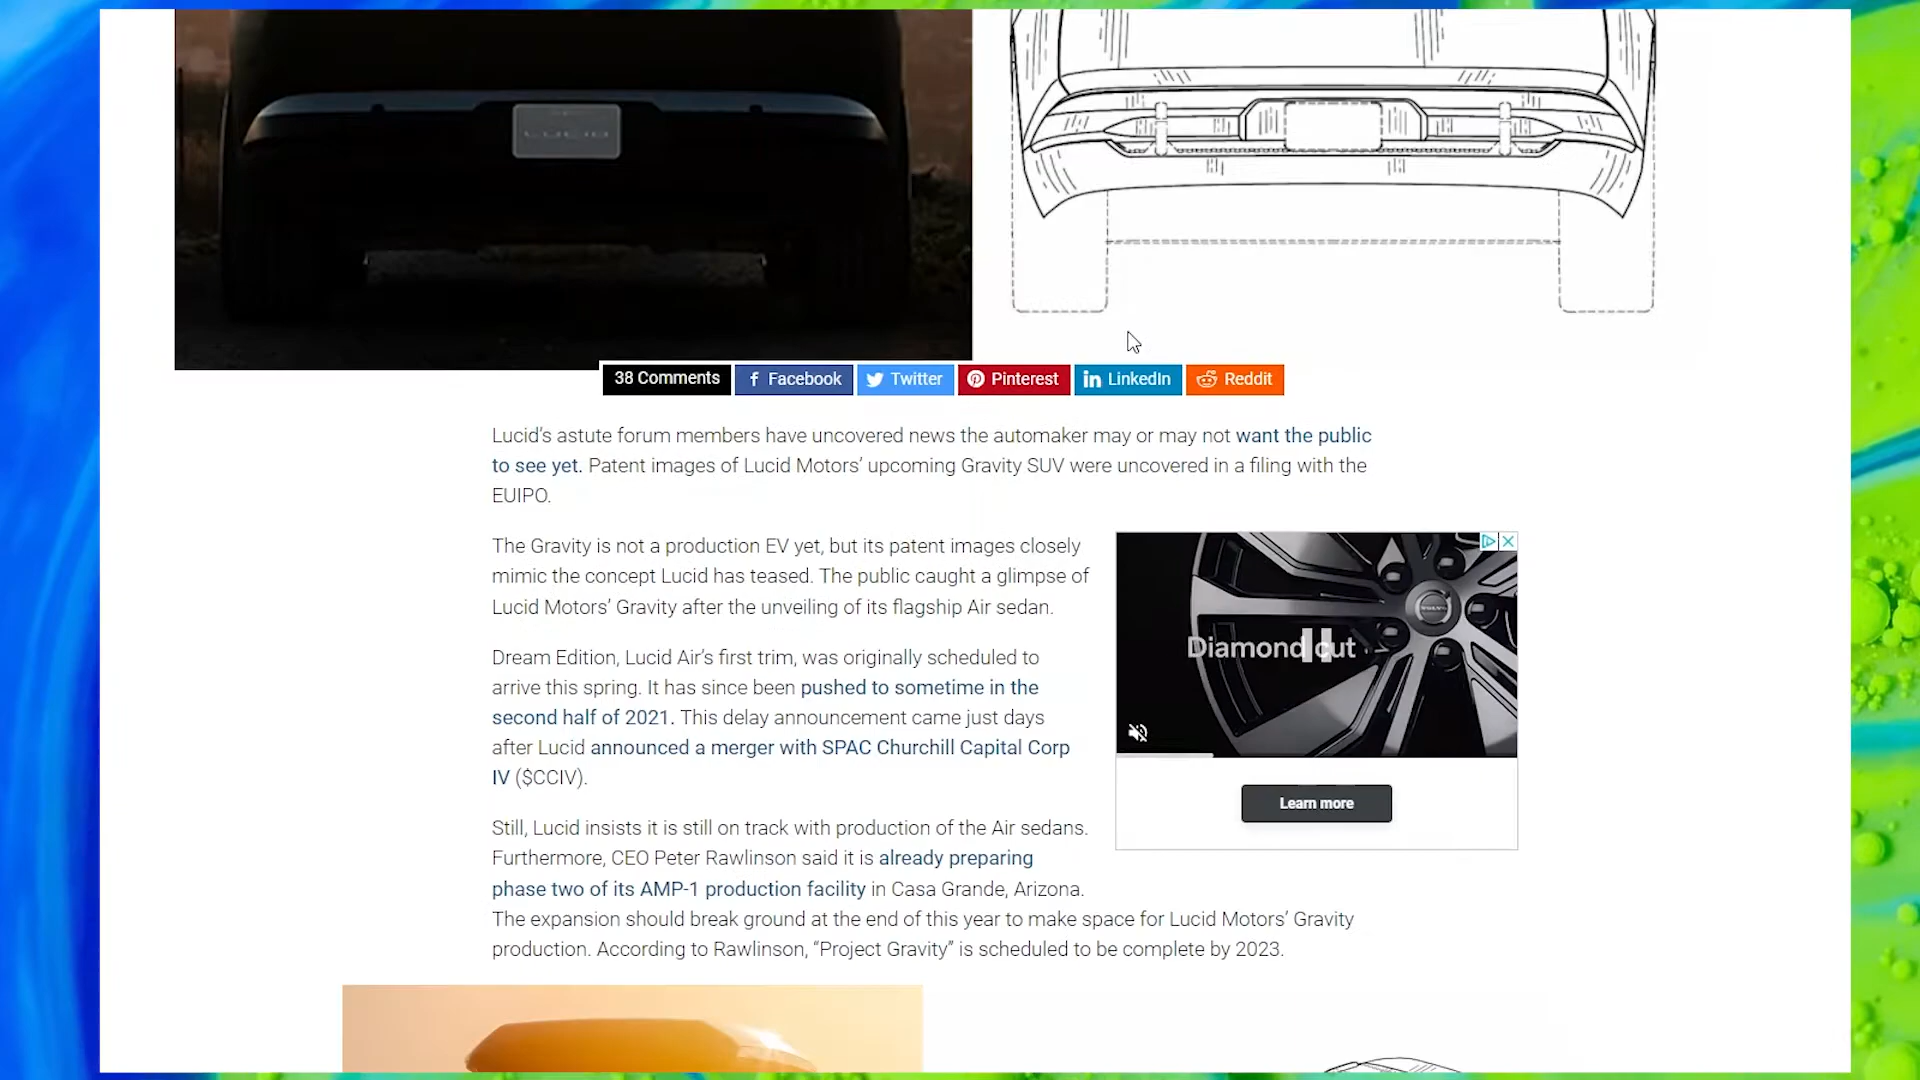 LUCID
38 Comments
Facebook
Twitter
Pinterest
LinkedIn
Reddit
Lucid’s astute forum members have uncovered news the automaker may or may not want the public
to see yet. Patent images of Lucid Motors’ upcoming Gravity SUV were uncovered in a filing with the
EUIPO.
The Gravity is not a production EV yet, but its patent images closely
mimic the concept Lucid has teased. The public caught a glimpse of
Lucid Motors’ Gravity after the unveiling of its flagship Air sedan.
Dream Edition, Lucid Air’s first trim, was originally scheduled to
arrive this spring. It has since been pushed to sometime in the
second half of 2021. This delay announcement came just days
after Lucid announced a merger with SPAC Churchill Capital Corp
IV ($CCIV).
VOLVO
Diamond cut
Learn more
Still, Lucid insists it is still on track with production of the Air sedans.
Furthermore, CEO Peter Rawlinson said it is already preparing
phase two of its AMP-1 production facility in Casa Grande, Arizona.
The expansion should break ground at the end of this year to make space for Lucid Motors’ Gravity
production. According to Rawlinson, “Project Gravity” is scheduled to be complete by 2023.